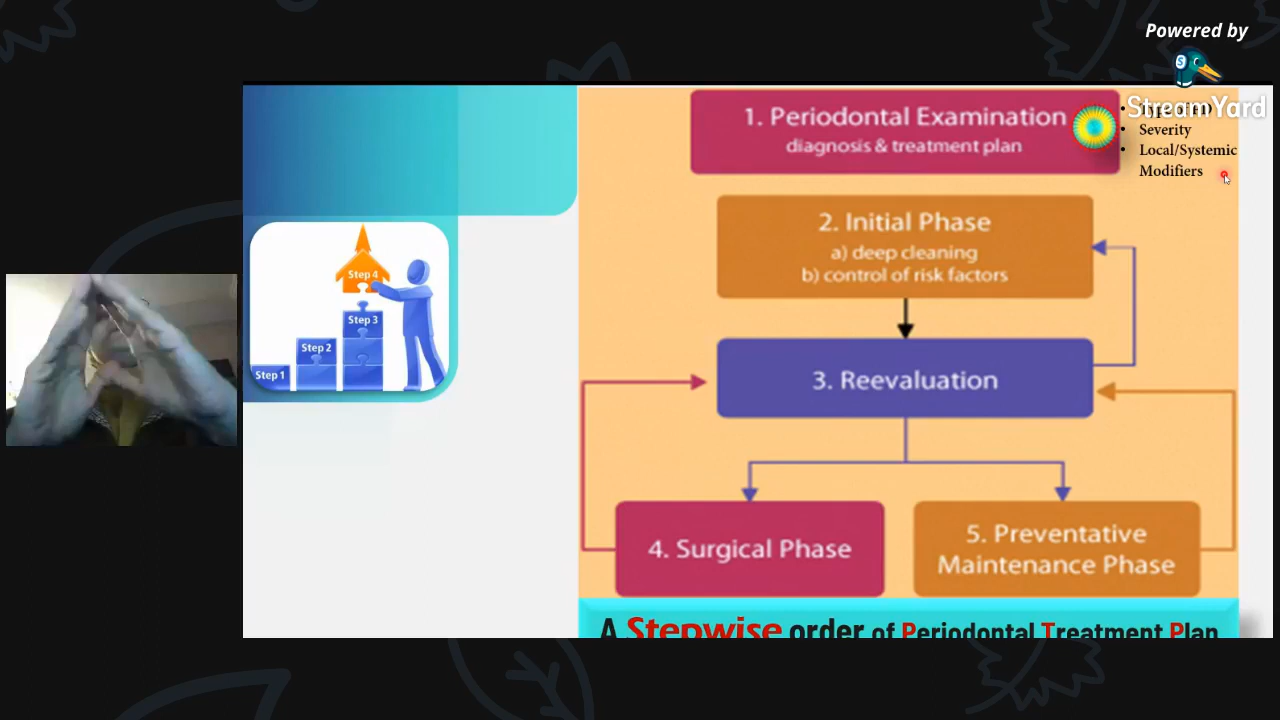 Powered by
StreamYard
1. Periodontal Examination
diagnosis & treatment plan
• Severity
• Local/Systemic
Modifiers
2. Initial Phase
a) deep cleaning
b) control of risk factors
Step 4
Step 3
Step 2
Step 1
3. Reevaluation
4. Surgical Phase
5. Preventative
Maintenance Phase
A Stepwise order of Periodontal Treatment Plan